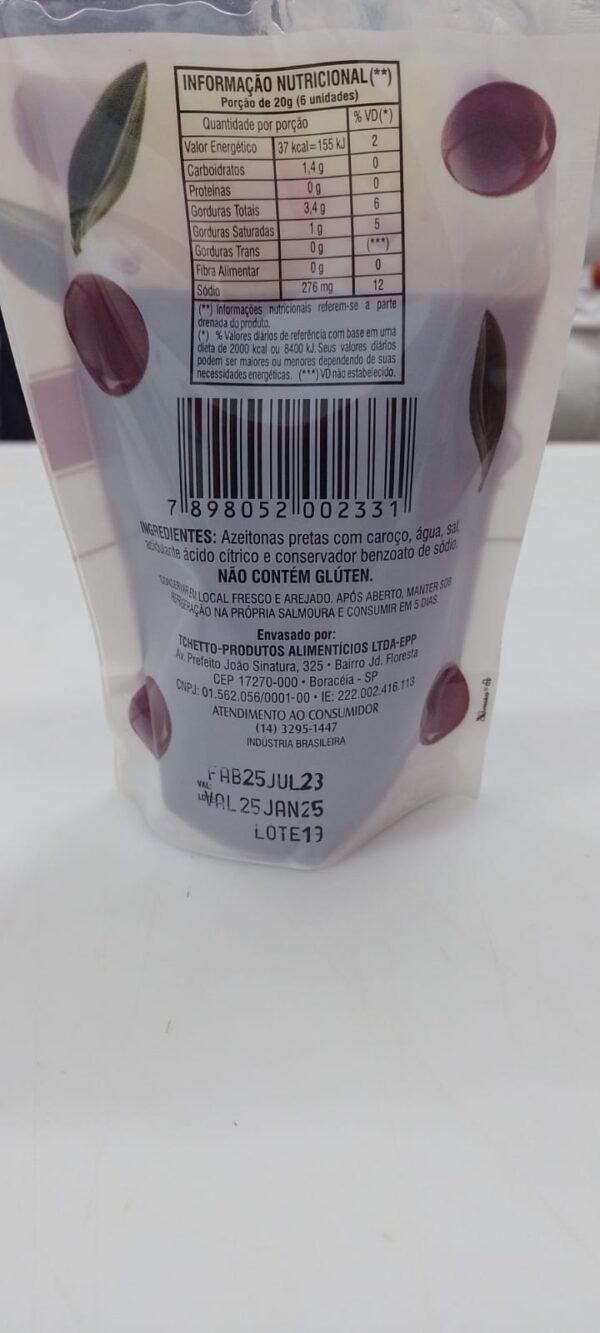 INFORMAÇÃO NUTRICIONAL(**)
Porção de 20g (6 unidades)
Quantidade por porção % VD(*)
Valor Energético 37 kcal=155 kJ 2
Carboidratos 1,4 g 0
Proteínas 0 g 0
Gorduras Totais 3,4 g 6
Gorduras Saturadas 1 g 5
Gorduras Trans 0 g (***)
Fibra Alimentar 0 g 0
Sódio 276 mg 12
(**) Informações nutricionais referem-se a parte
drenada do produto.
(*) % Valores diários de referência com base em uma
dieta de 2000 kcal ou 8400 kJ. Seus valores diários
podem ser maiores ou menores dependendo de suas
necessidades energéticas. (***) VD não estabelecido.
7 898052 002331
INGREDIENTES: Azeitonas pretas com caroço, água, sal,
acidulante ácido cítrico e conservador benzoato de sódio.
NÃO CONTÉM GLÚTEN.
CONSERVAR EM LOCAL FRESCO E AREJADO. APÓS ABERTO, MANTER SOB
REFRIGERAÇÃO NA PRÓPRIA SALMOURA E CONSUMIR EM 5 DIAS.
Envasado por:
TCHETTO-PRODUTOS ALIMENTÍCIOS LTDA-EPP
Av. Prefeito João Sinatura, 325 • Bairro Jd. Floresta
CEP 17270-000 • Boracéia - SP
CNPJ: 01.562.056/0001-00 • IE: 222.002.416.113
ATENDIMENTO AO CONSUMIDOR
(14) 3295-1447
INDÚSTRIA BRASILEIRA
FAB25JUL23
VAL
VAL25JAN25
LOTE19